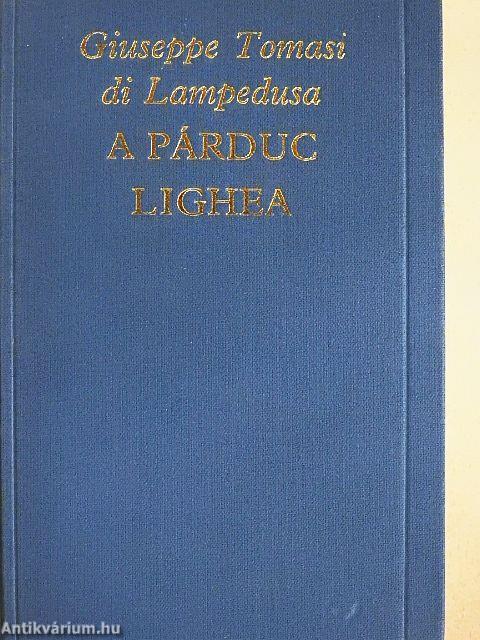 Giuseppe Tomasi
di Lampedusa
A PÁRDUC
LIGHEA
Antikvárium.hu